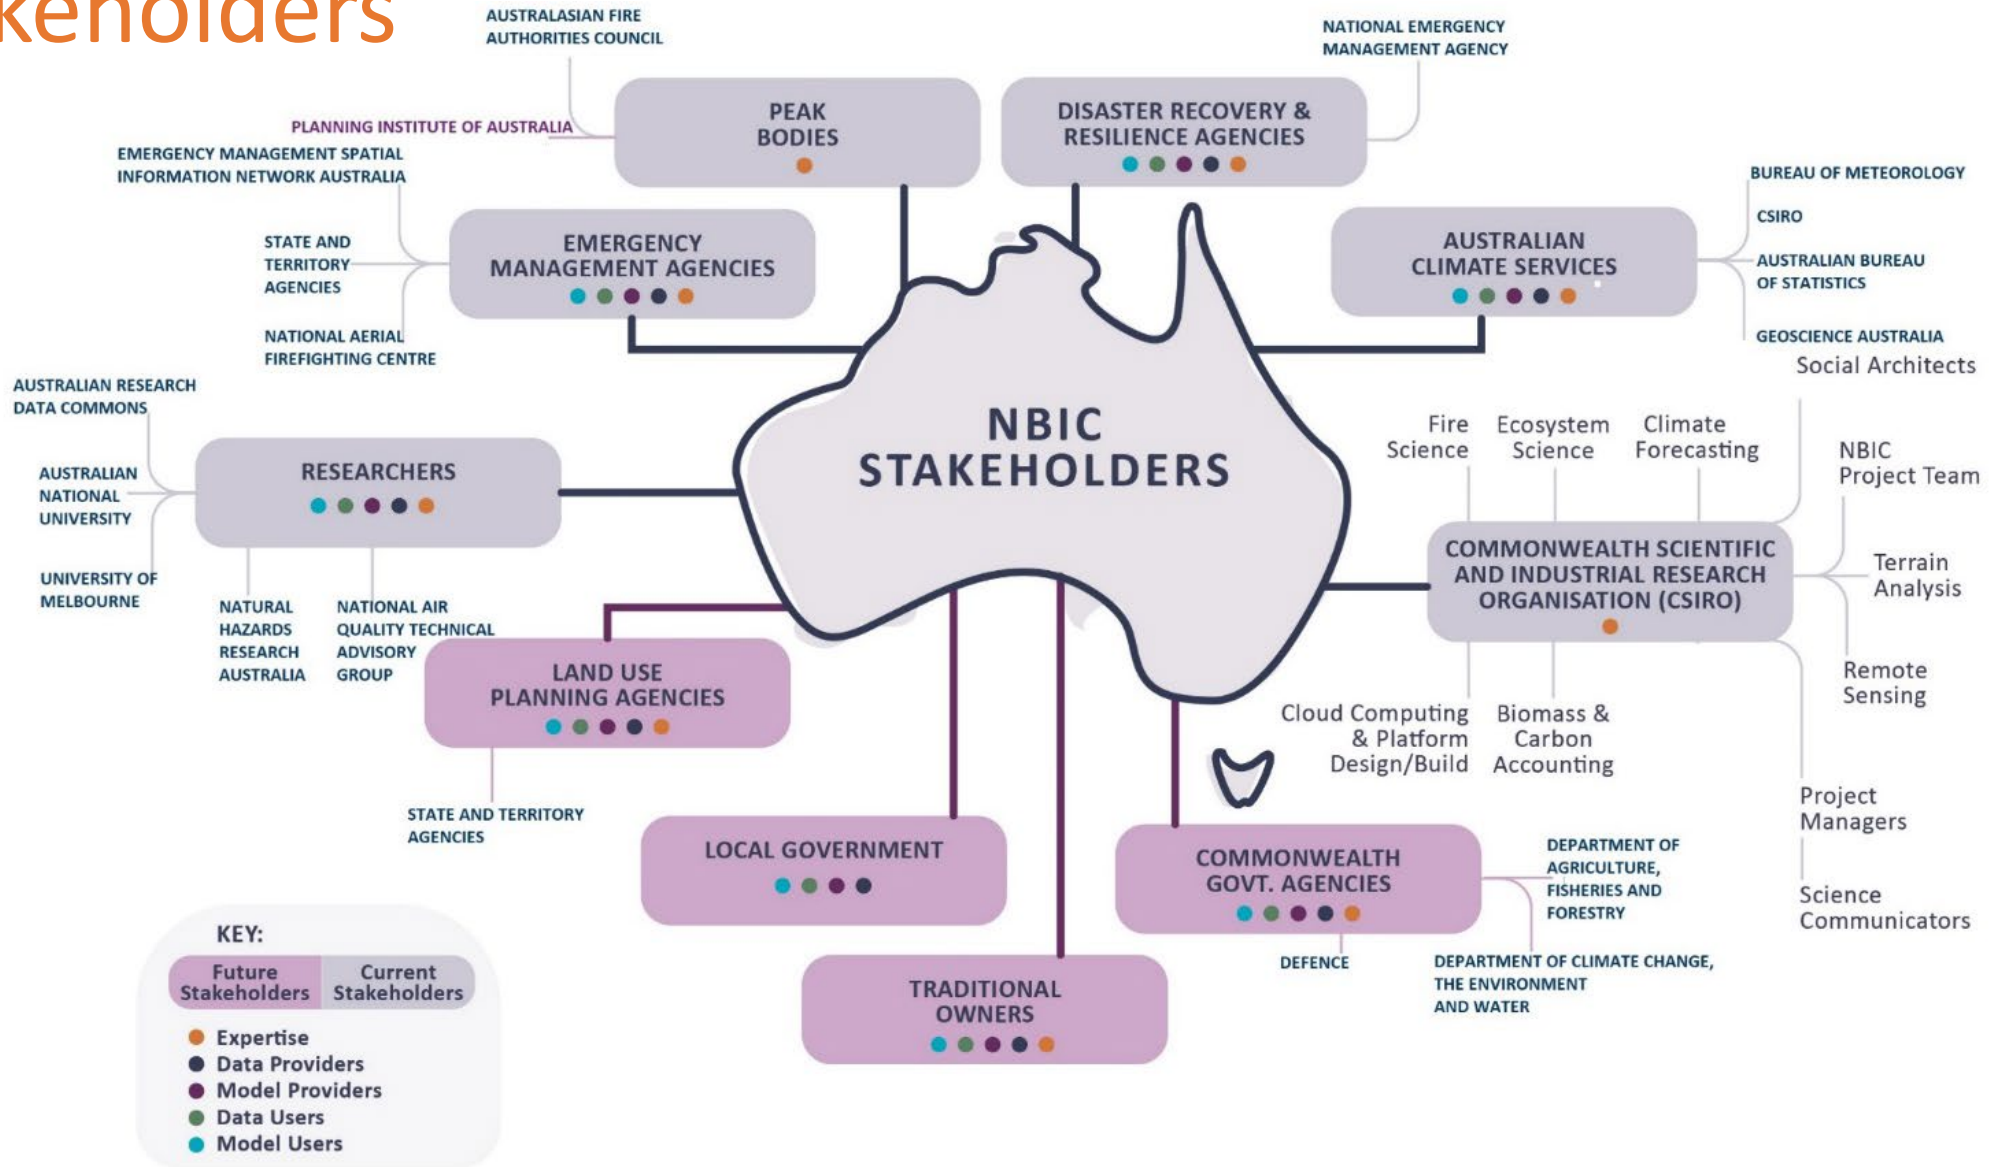 keholders
AUSTRALASIAN FIRE
AUTHORITIES COUNCIL
NATIONAL EMERGENCY
MANAGEMENT AGENCY
PEAK
BODIES
DISASTER RECOVERY &
RESILIENCE AGENCIES
PLANNING INSTITUTE OF AUSTRALIA
EMERGENCY MANAGEMENT SPATIAL
INFORMATION NETWORK AUSTRALIA
STATE AND
TERRITORY
AGENCIES
NATIONAL AERIAL
FIREFIGHTING CENTRE
EMERGENCY
MANAGEMENT AGENCIES
AUSTRALIAN
CLIMATE SERVICES
BUREAU OF METEOROLOGY
CSIRO
AUSTRALIAN BUREAU
OF STATISTICS
GEOSCIENCE AUSTRALIA
AUSTRALIAN RESEARCH
DATA COMMONS
AUSTRALIAN
NATIONAL
UNIVERSITY
UNIVERSITY OF
MELBOURNE
RESEARCHERS
NATURAL
HAZARDS
RESEARCH
AUSTRALIA
NATIONAL AIR
QUALITY TECHNICAL
ADVISORY
GROUP
NBIC
STAKEHOLDERS
Social Architects
Fire
Science
Ecosystem
Science
Climate
Forecasting
NBIC
Project Team
COMMONWEALTH SCIENTIFIC
AND INDUSTRIAL RESEARCH
ORGANISATION (CSIRO)
Terrain
Analysis
Remote
Sensing
Cloud Computing
& Platform
Design/Build
Biomass &
Carbon
Accounting
Project
Managers
Science
Communicators
LAND USE
PLANNING AGENCIES
STATE AND TERRITORY
AGENCIES
LOCAL GOVERNMENT
TRADITIONAL
OWNERS
COMMONWEALTH
GOVT. AGENCIES
DEPARTMENT OF
AGRICULTURE,
FISHERIES AND
FORESTRY
DEFENCE
DEPARTMENT OF CLIMATE CHANGE,
THE ENVIRONMENT
AND WATER
KEY:
Future
Stakeholders
Current
Stakeholders
Expertise
Data Providers
Model Providers
Data Users
Model Users